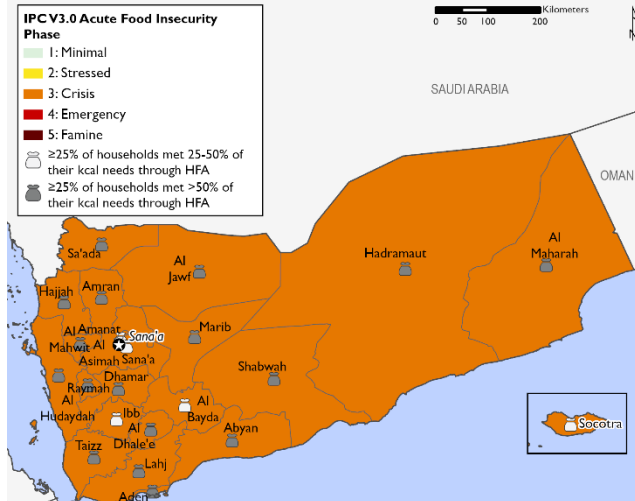 IPC V3.0 Acute Food Insecurity
Phase
1: Minimal
2: Stressed
3: Crisis
4: Emergency
5: Famine
≥25% of households met 25-50% of
their kcal needs through HFA
≥25% of households met >50% of
their kcal needs through HFA
Kilometers
0 50 100 200
SAUDI ARABIA
OMAN
Sa'ada
Al
Jawf
Hadramaut
Al
Maharah
Hajjah
Amran
Al
Mahwit
Amanat
Al
Asimah
Sana'a
Sana'a
Marib
Dhamar
Raymah
Shabwah
Al
Hudaydah
Ibb
Al
Bayda
Al
Dhale'e
Abyan
Taizz
Lahj
Aden
Socotra